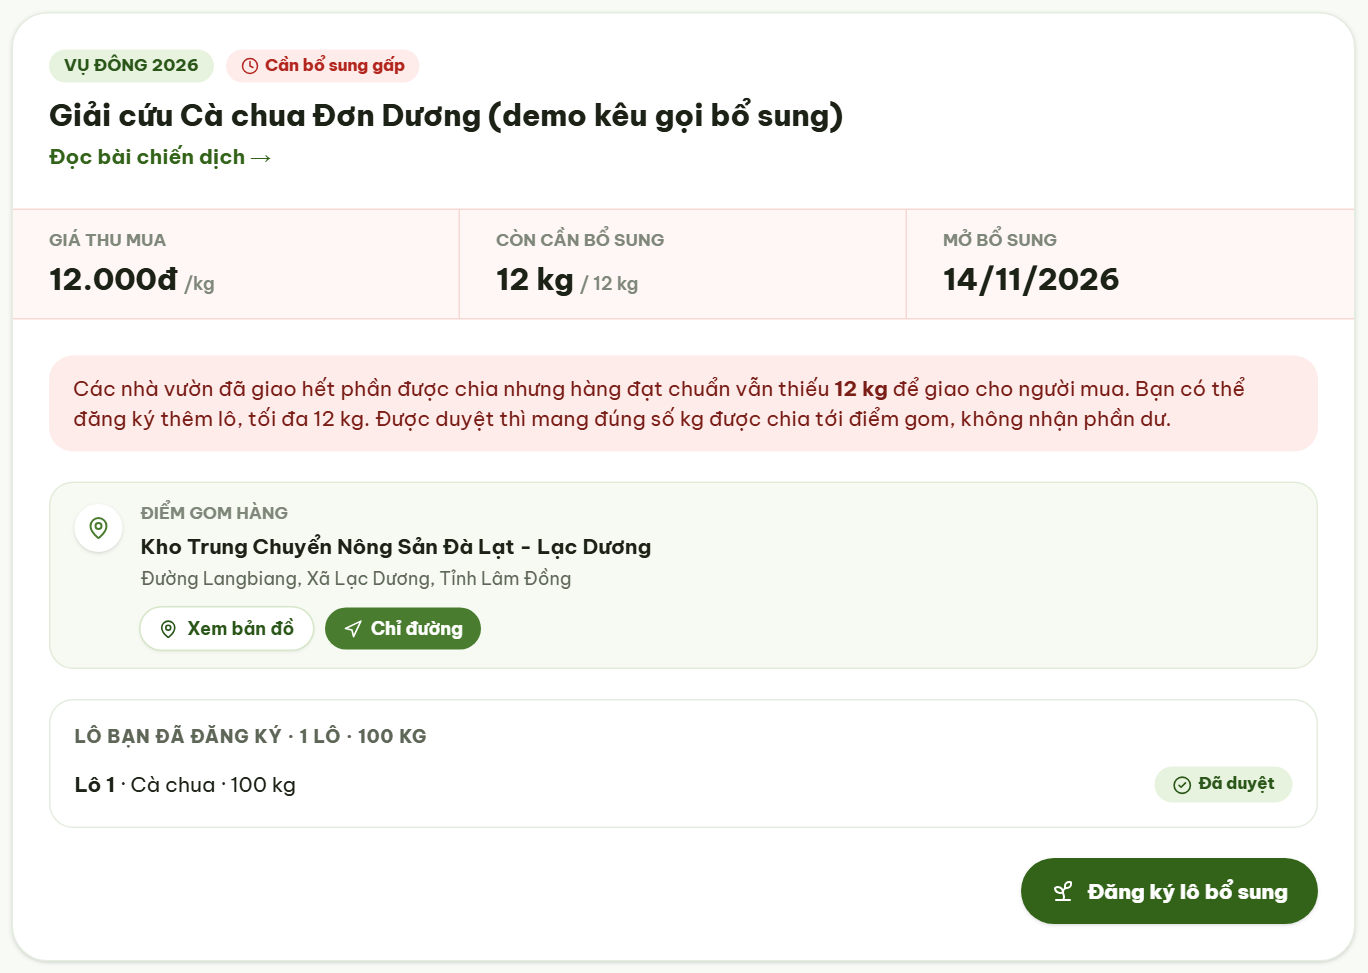 VỤ ĐÔNG 2026 Cần bổ sung gấp
Giải cứu Cà chua Đơn Dương (demo kêu gọi bổ sung)
Đọc bài chiến dịch →
GIÁ THU MUA
12.000đ /kg
CÒN CẦN BỔ SUNG
12 kg / 12 kg
MỞ BỔ SUNG
14/11/2026
Các nhà vườn đã giao hết phần được chia nhưng hàng đạt chuẩn vẫn thiếu 12 kg để giao cho người mua. Bạn có thể
đăng ký thêm lô, tối đa 12 kg. Được duyệt thì mang đúng số kg được chia tới điểm gom, không nhận phần dư.
ĐIỂM GOM HÀNG
Kho Trung Chuyển Nông Sản Đà Lạt - Lạc Dương
Đường Langbiang, Xã Lạc Dương, Tỉnh Lâm Đồng
Xem bản đồ Chỉ đường
LÔ BẠN ĐÃ ĐĂNG KÝ · 1 LÔ · 100 KG
Lô 1 · Cà chua · 100 kg Đã duyệt
Đăng ký lô bổ sung